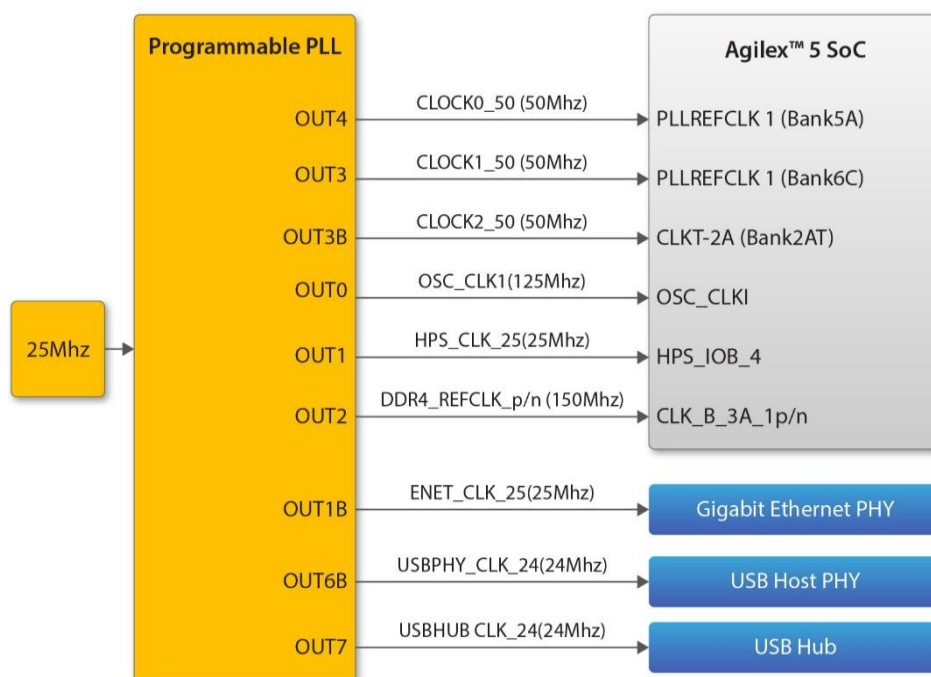 Programmable PLL
Agilex™ 5 SoC
OUT4
CLOCK0_50 (50Mhz)
PLLREFCLK 1 (Bank5A)
OUT3
CLOCK1_50 (50Mhz)
PLLREFCLK 1 (Bank6C)
OUT3B
CLOCK2_50 (50Mhz)
CLKT-2A (Bank2AT)
OUT0
OSC_CLK1(125Mhz)
OSC_CLKI
25Mhz
OUT1
HPS_CLK_25(25Mhz)
HPS_IOB_4
OUT2
DDR4_REFCLK_p/n (150Mhz)
CLK_B_3A_1p/n
OUT1B
ENET_CLK_25(25Mhz)
Gigabit Ethernet PHY
OUT6B
USBPHY_CLK_24(24Mhz)
USB Host PHY
OUT7
USBHUB CLK_24(24Mhz)
USB Hub